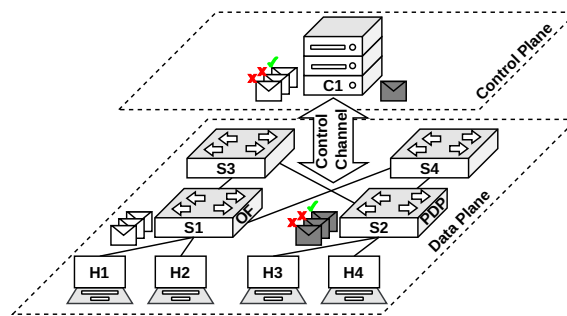 C1
Control Plane
Control
Channel
S3
S4
S1
OF
S2
PDP
Data Plane
H1
H2
H3
H4